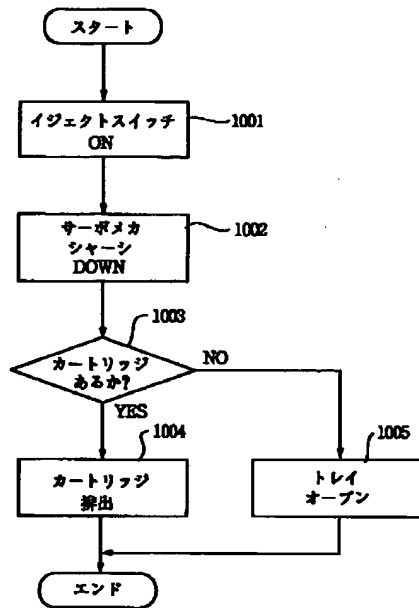 スタート
イジェクトスイッチ
ON
1001
サーボメカ
シャーシ
DOWN
1002
1003
カートリッジ
あるか?
NO
YES
1004
カートリッジ
排出
1005
トレイ
オープン
エンド